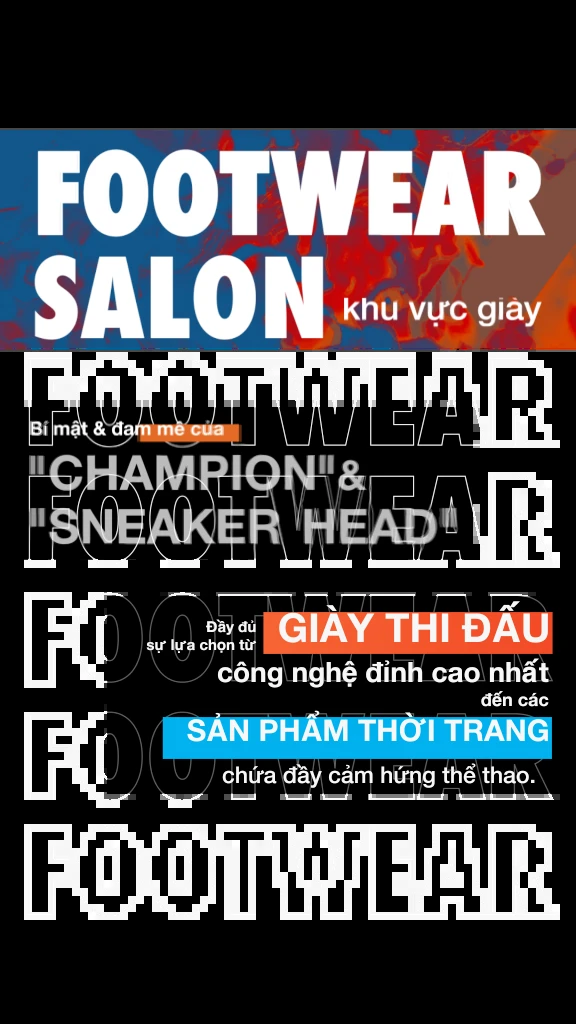 FOOTWEAR
SALON khu vực giày
FOOTWEAR
Bí mật & đam mê của
"CHAMPION"&
FOOTWEAR
"SNEAKER HEAD"
FOOTWEAR
Đầy đủ
sự lựa chọn từ
GIÀY THI ĐẤU
công nghệ đỉnh cao nhất
đến các
FOOTWEAR
SẢN PHẨM THỜI TRANG
chứa đầy cảm hứng thể thao.
FOOTWEAR